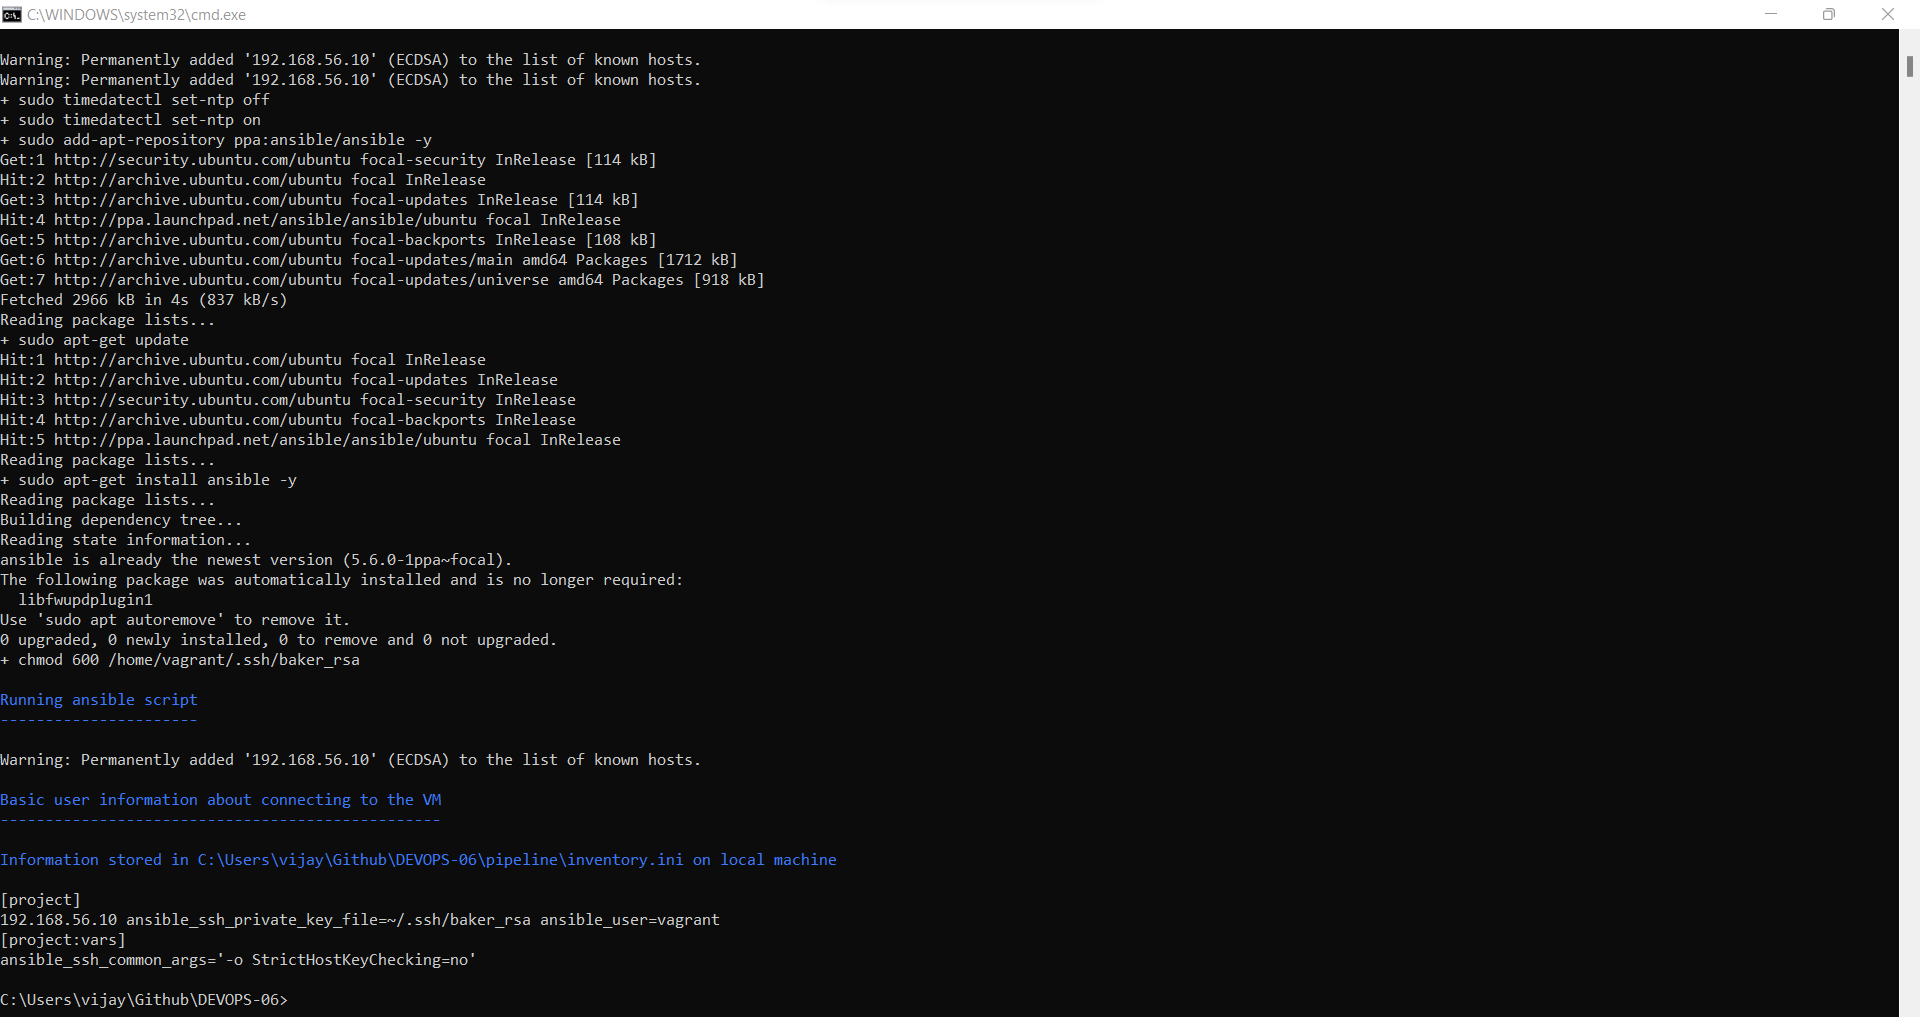 C:\WINDOWS\system32\cmd.exe
Warning: Permanently added '192.168.56.10' (ECDSA) to the list of known hosts.
Warning: Permanently added '192.168.56.10' (ECDSA) to the list of known hosts.
+ sudo timedatectl set-ntp off
+ sudo timedatectl set-ntp on
+ sudo add-apt-repository ppa:ansible/ansible -y
Get:1 http://security.ubuntu.com/ubuntu focal-security InRelease [114 kB]
Hit:2 http://archive.ubuntu.com/ubuntu focal InRelease
Get:3 http://archive.ubuntu.com/ubuntu focal-updates InRelease [114 kB]
Hit:4 http://ppa.launchpad.net/ansible/ansible/ubuntu focal InRelease
Get:5 http://archive.ubuntu.com/ubuntu focal-backports InRelease [108 kB]
Get:6 http://archive.ubuntu.com/ubuntu focal-updates/main amd64 Packages [1712 kB]
Get:7 http://archive.ubuntu.com/ubuntu focal-updates/universe amd64 Packages [918 kB]
Fetched 2966 kB in 4s (837 kB/s)
Reading package lists...
+ sudo apt-get update
Hit:1 http://archive.ubuntu.com/ubuntu focal InRelease
Hit:2 http://archive.ubuntu.com/ubuntu focal-updates InRelease
Hit:3 http://security.ubuntu.com/ubuntu focal-security InRelease
Hit:4 http://archive.ubuntu.com/ubuntu focal-backports InRelease
Hit:5 http://ppa.launchpad.net/ansible/ansible/ubuntu focal InRelease
Reading package lists...
+ sudo apt-get install ansible -y
Reading package lists...
Building dependency tree...
Reading state information...
ansible is already the newest version (5.6.0-1ppa~focal).
The following package was automatically installed and is no longer required:
  libfwupdplugin1
Use 'sudo apt autoremove' to remove it.
0 upgraded, 0 newly installed, 0 to remove and 0 not upgraded.
+ chmod 600 /home/vagrant/.ssh/baker_rsa
Running ansible script
----------------------
Warning: Permanently added '192.168.56.10' (ECDSA) to the list of known hosts.
Basic user information about connecting to the VM
-------------------------------------------------
Information stored in C:\Users\vijay\Github\DEVOPS-06\pipeline\inventory.ini on local machine
[project]
192.168.56.10 ansible_ssh_private_key_file=~/.ssh/baker_rsa ansible_user=vagrant
[project:vars]
ansible_ssh_common_args='-o StrictHostKeyChecking=no'
C:\Users\vijay\Github\DEVOPS-06>